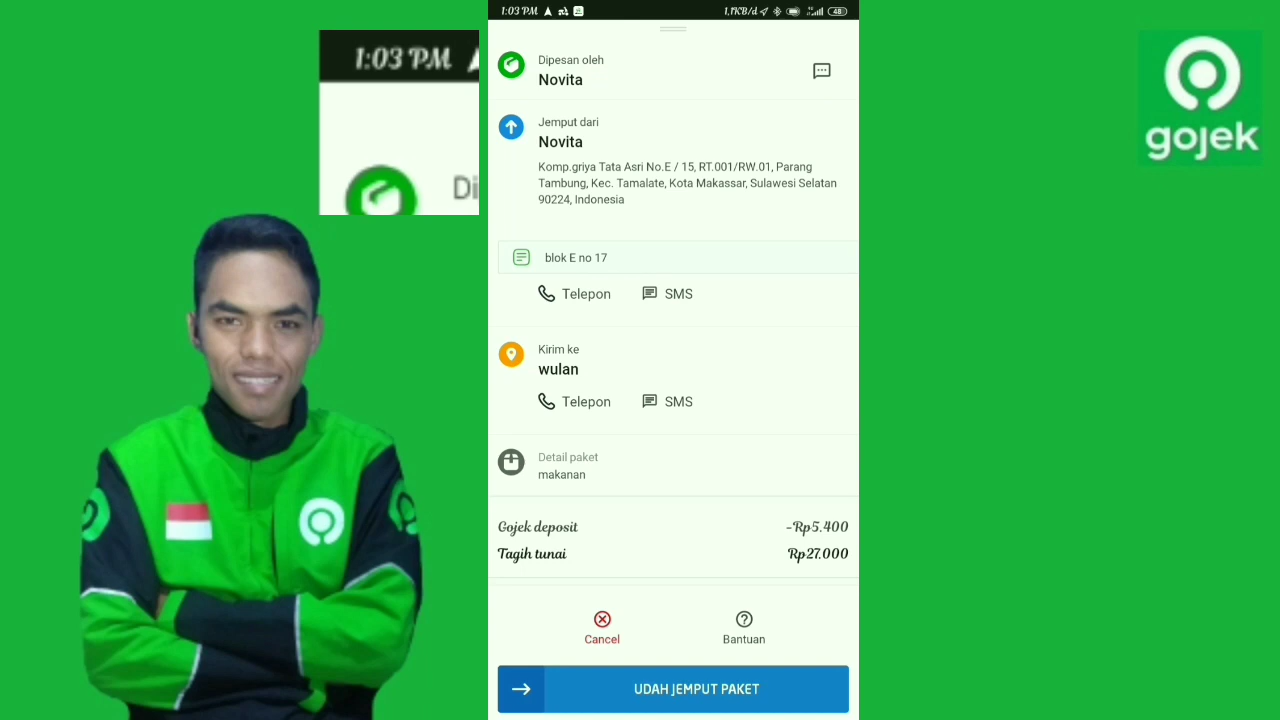 1:03 PM
1:03 PM
1,1KB/d
48
Di
gojek
Dipesan oleh
Novita
Jemput dari
Novita
Komp.griya Tata Asri No.E / 15, RT.001/RW.01, Parang
Tambung, Kec. Tamalate, Kota Makassar, Sulawesi Selatan
90224, Indonesia
blok E no 17
Telepon
SMS
Kirim ke
wulan
Telepon
SMS
Detail paket
makanan
Gojek deposit
-Rp5.400
Tagih tunai
Rp27.000
Cancel
Bantuan
UDAH JEMPUT PAKET